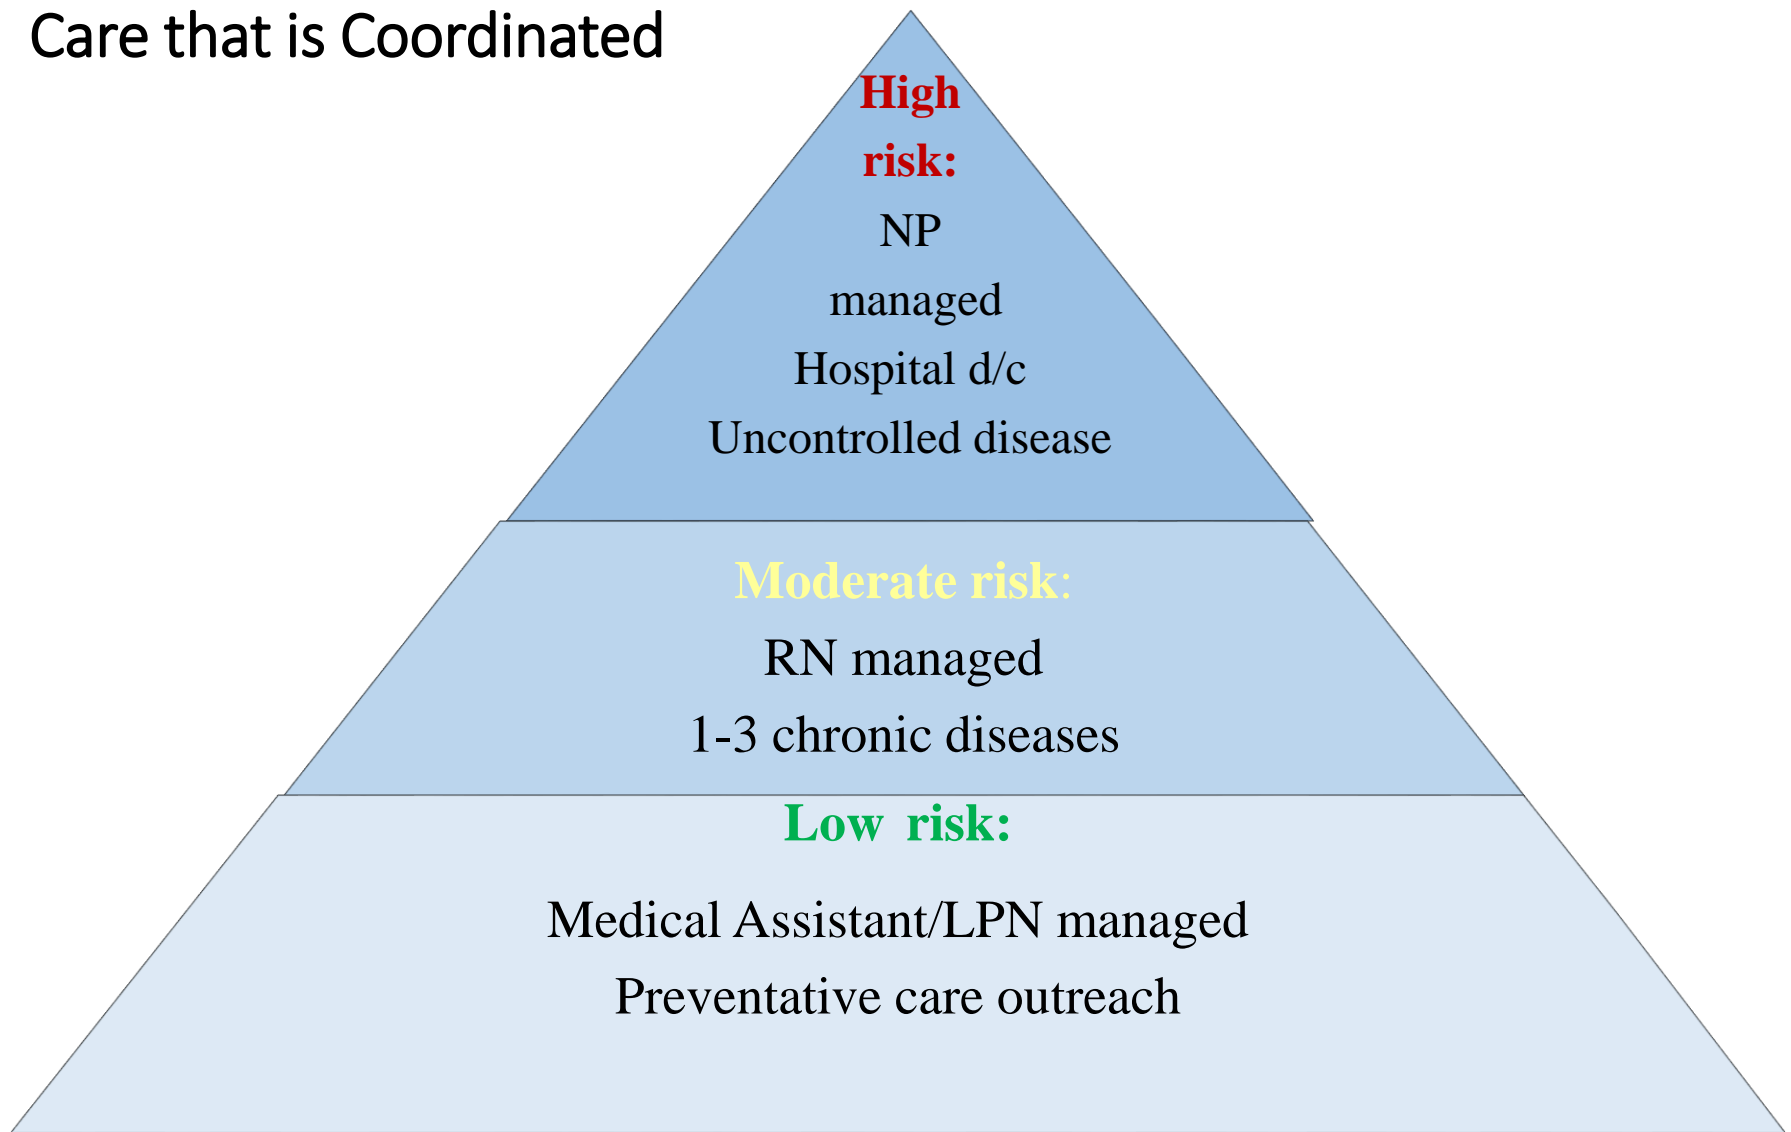 Care that is Coordinated
High
risk:
NP
managed
Hospital d/c
Uncontrolled disease
Moderate risk:
RN managed
1-3 chronic diseases
Low risk:
Medical Assistant/LPN managed
Preventative care outreach